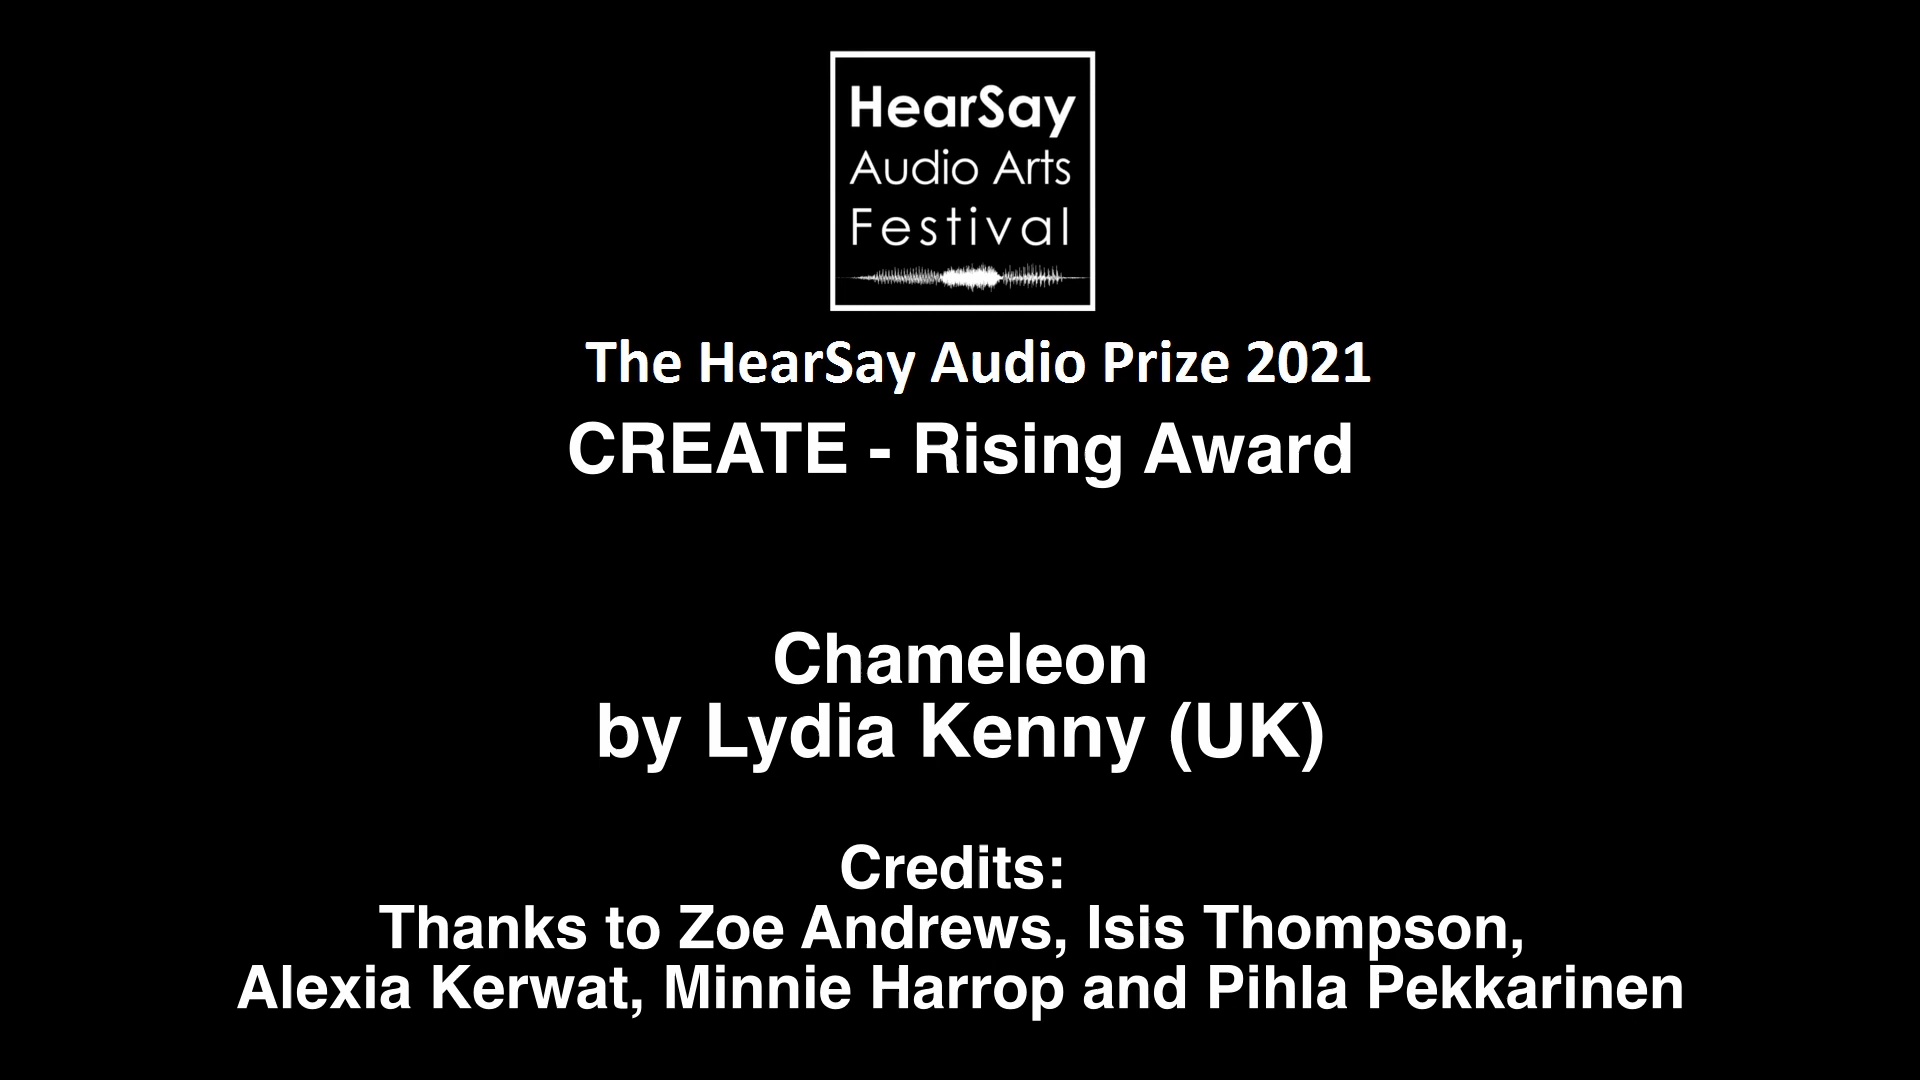 HearSay
Audio Arts
Festival
The HearSay Audio Prize 2021
CREATE - Rising Award
Chameleon
by Lydia Kenny (UK)
Credits:
Thanks to Zoe Andrews, Isis Thompson,
Alexia Kerwat, Minnie Harrop and Pihla Pekkarinen